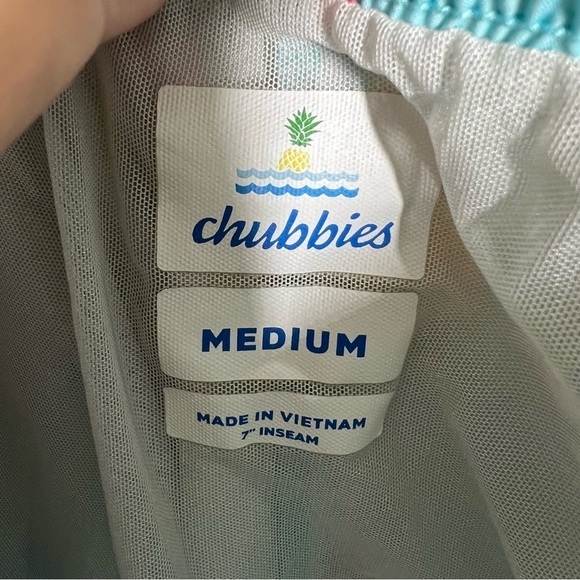 chubbies
MEDIUM
MADE IN VIETNAM
7" INSEAM